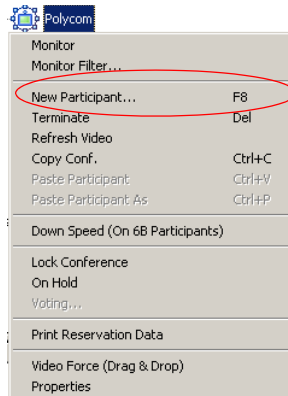 Polycom
Monitor
Monitor Filter...
New Participant... F8
Terminate Del
Refresh Video
Copy Conf. Ctrl+C
Paste Participant Ctrl+V
Paste Participant As Ctrl+P
Down Speed (On 6B Participants)
Lock Conference
On Hold
Voting...
Print Reservation Data
Video Force (Drag & Drop)
Properties